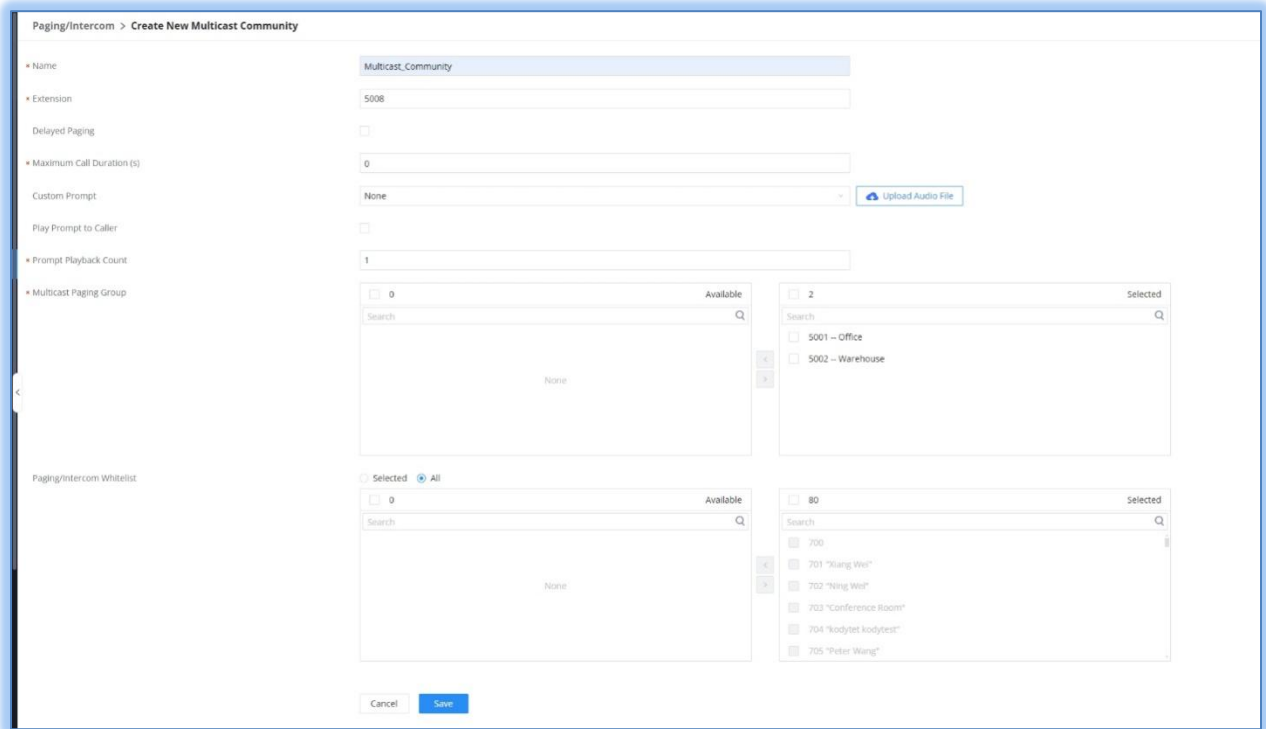 Paging/Intercom > Create New Multicast Community
* Name Multicast_Community
* Extension 5008
Delayed Paging
* Maximum Call Duration (s) 0
Custom Prompt None Upload Audio File
Play Prompt to Caller
* Prompt Playback Count 1
* Multicast Paging Group 0 Available 2 Selected
Search Search
5001 -- Office
5002 -- Warehouse
None
Paging/Intercom Whitelist Selected All
0 Available 80 Selected
Search Search
700
701 "Xiang Wei"
None 702 "Ning Wei"
703 "Conference Room"
704 "kodytet kodytest"
705 "Peter Wang"
Cancel Save